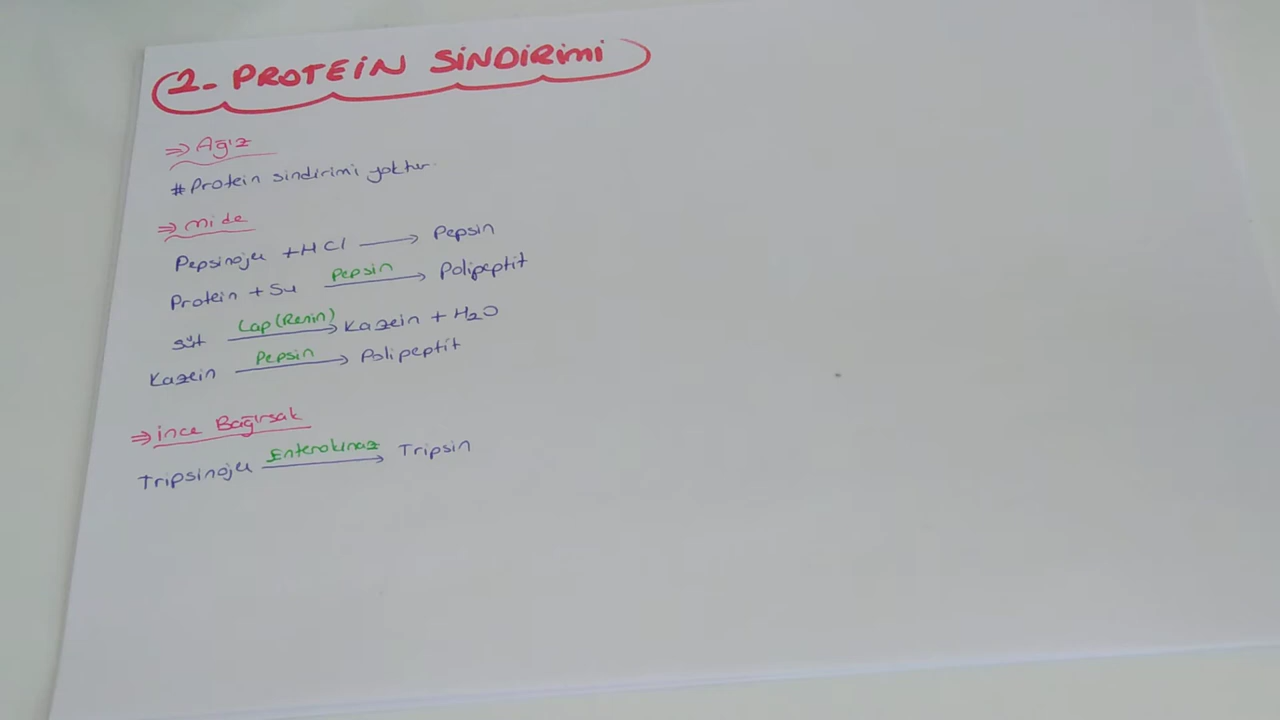 2- PROTEİN SİNDİRİMİ
⇒ Ağız
# Protein sindirimi yoktur.
⇒ mide
Pepsinojen + HCl → Pepsin
Protein + Su Pepsin → Polipeptit
süt Lap (Renin) → Kazein + H2O
Kazein Pepsin → Polipeptit
⇒ ince Bağırsak
Tripsinojen Enterokinaz → Tripsin